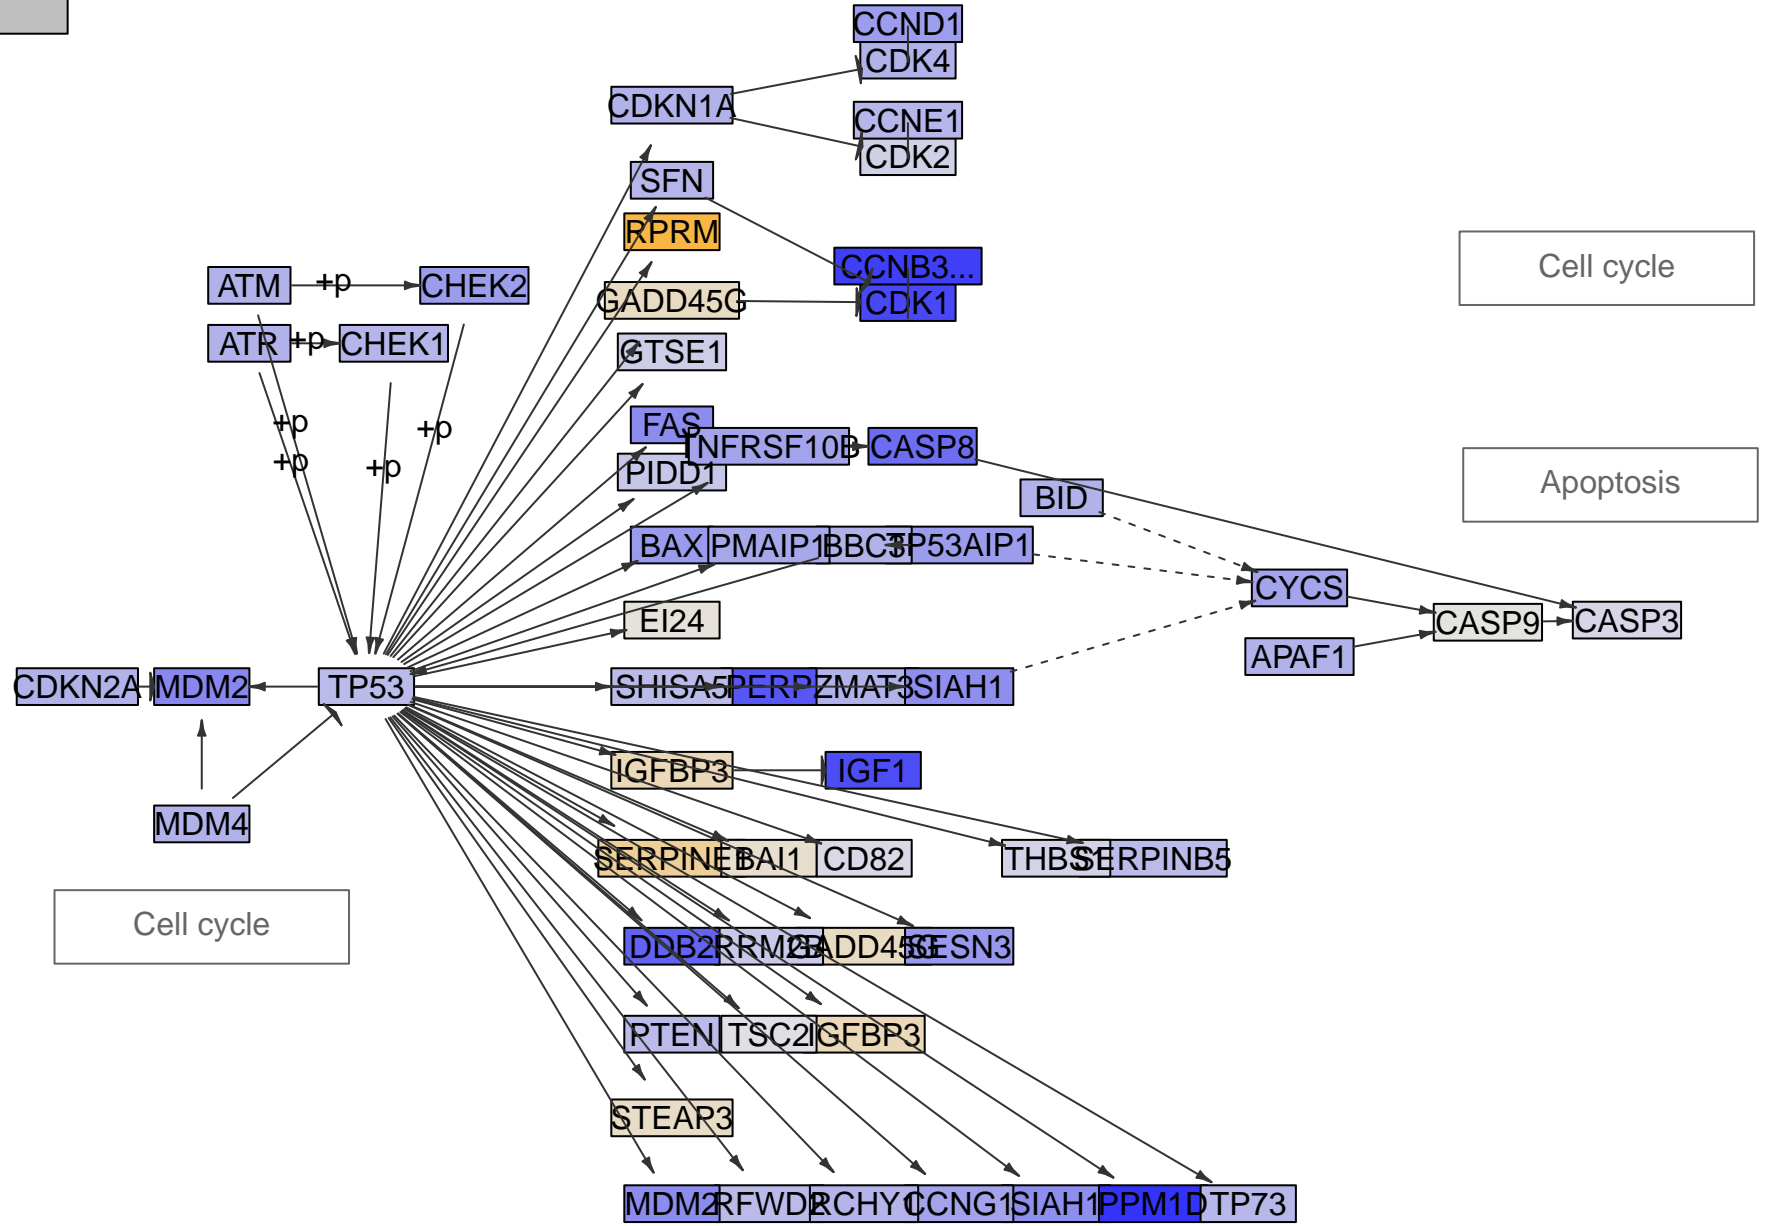 CCND1
CDK4
CDKN1A
CCNE1
CDK2
SFN
RPRM
CCNB3...
Cell cycle
ATM
+p
CHEK2
GADD45G
CDK1
ATR
+p
CHEK1
GTSE1
FAS
+p
+p
TNFRSF10B
CASP8
+p
+p
PIDD1
Apoptosis
BID
BAX
PMAIP1
BBC3
TP53AIP1
CYCS
EI24
CASP9
CASP3
APAF1
CDKN2A
MDM2
TP53
SHISA5
PERP
ZMAT3
SIAH1
IGFBP3
IGF1
MDM4
SERPINE1
BAI1
CD82
THBS1
SERPINB5
Cell cycle
DDB2
RRM2B
GADD45G
SESN3
PTEN
TSC2
IGFBP3
STEAP3
MDM2
RFWD2
RCHY1
CCNG1
SIAH1
PPM1D
TP73